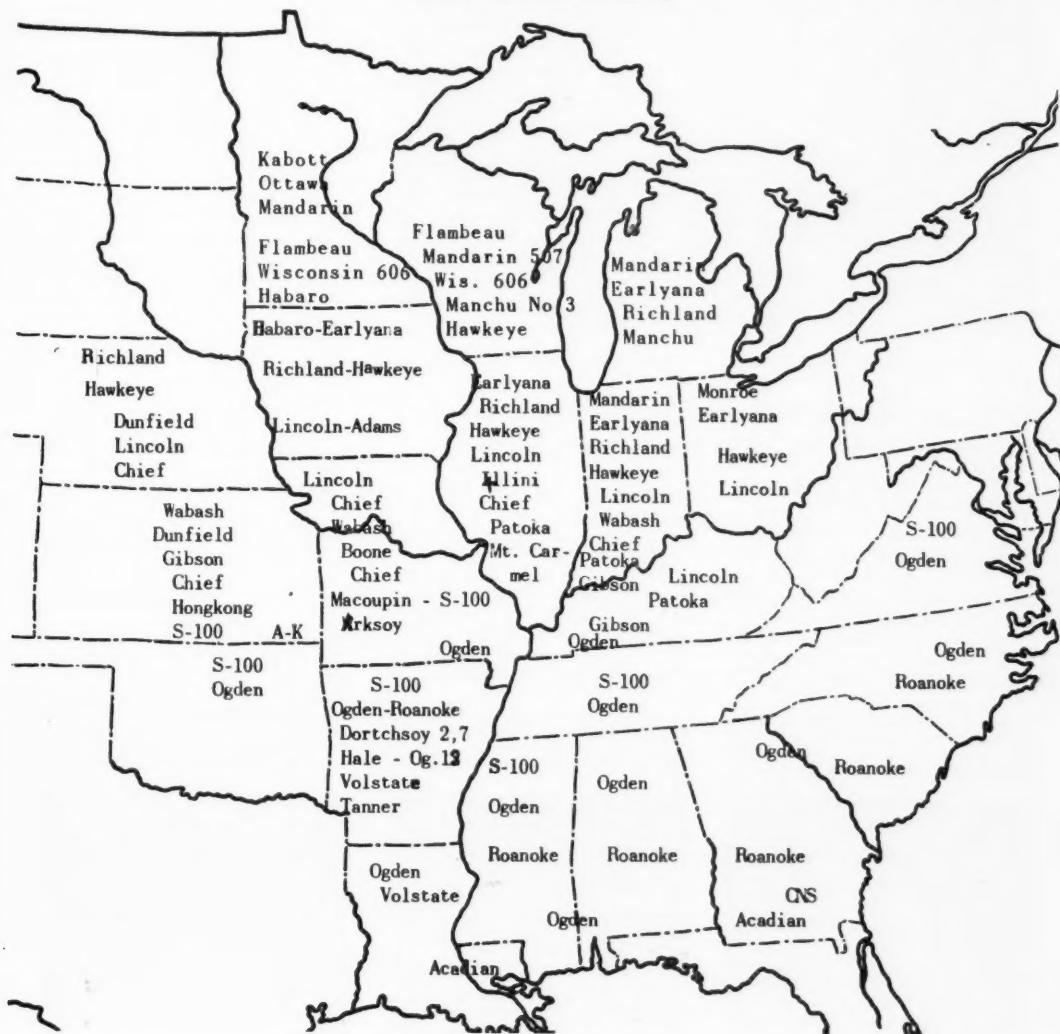 Kabott
Ottawa
Mandarin
Flambeau
Wisconsin 606
Habaro
Flambeau
Mandarin 507
Wis. 606
Manchu No 3
Hawkeye
Mandarin
Earlyana
Richland
Manchu
Habaro-Earlyana
Richland-Hawkeye
Lincoln-Adams
Richland
Hawkeye
Dunfield
Lincoln
Chief
Earlyana
Richland
Hawkeye
Lincoln
Illini
Chief
Patoka
Mt. Car-
mel
Mandarin
Earlyana
Richland
Hawkeye
Lincoln
Wabash
Chief
Patoka
Gibson
Monroe
Earlyana
Hawkeye
Lincoln
Wabash
Dunfield
Gibson
Chief
Hongkong
S-100 A-K
Lincoln
Chief
Wabash
Boone
Chief
Macoupin - S-100
Arksoy
Ogden
Lincoln
Patoka
Gibson
Ogden
S-100
Ogden
S-100
Ogden
S-100
Ogden-Roanoke
Dortchsoy 2,7
Hale - Og.
Volstate
Tanner
S-100
Ogden
Ogden
Roanoke
S-100
Ogden
Roanoke
Ogden
Ogden
Roanoke
Ogden
Roanoke
CNS
Acadian
Roanoke
Ogden
Volstate
Acadian